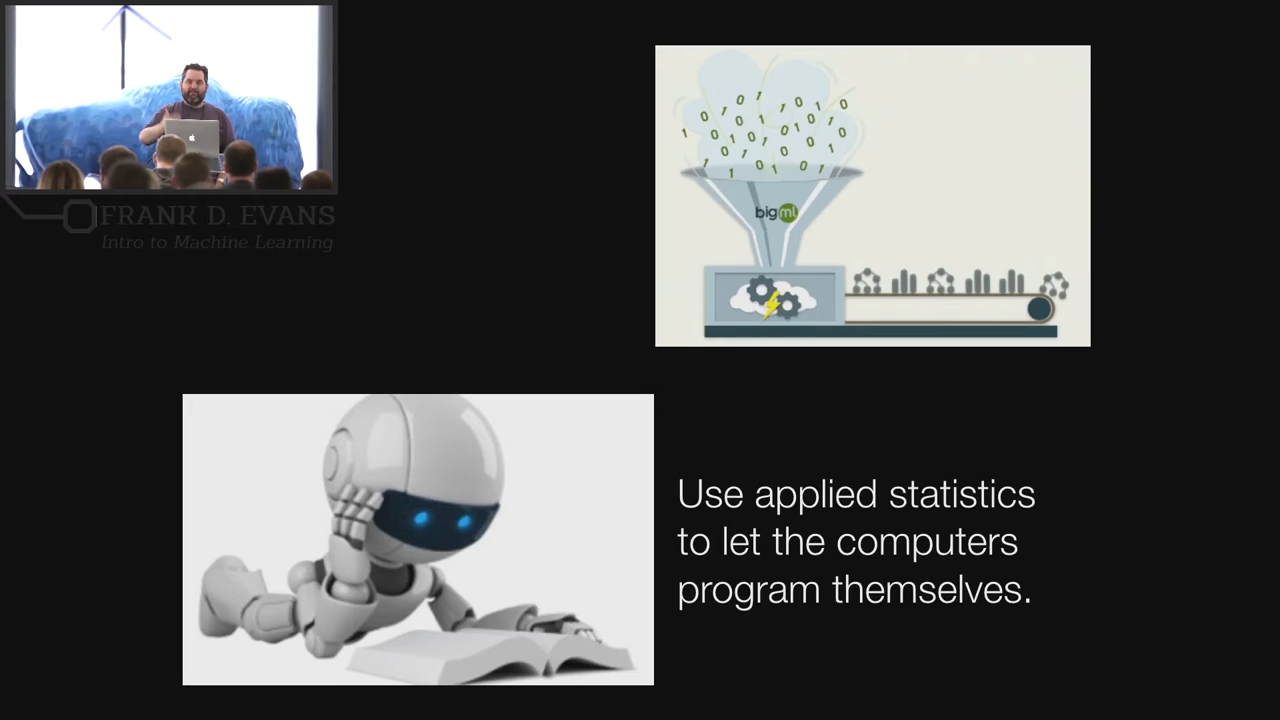 FRANK D. EVANS
Intro to Machine Learning
bigml
Use applied statistics
to let the computers
program themselves.